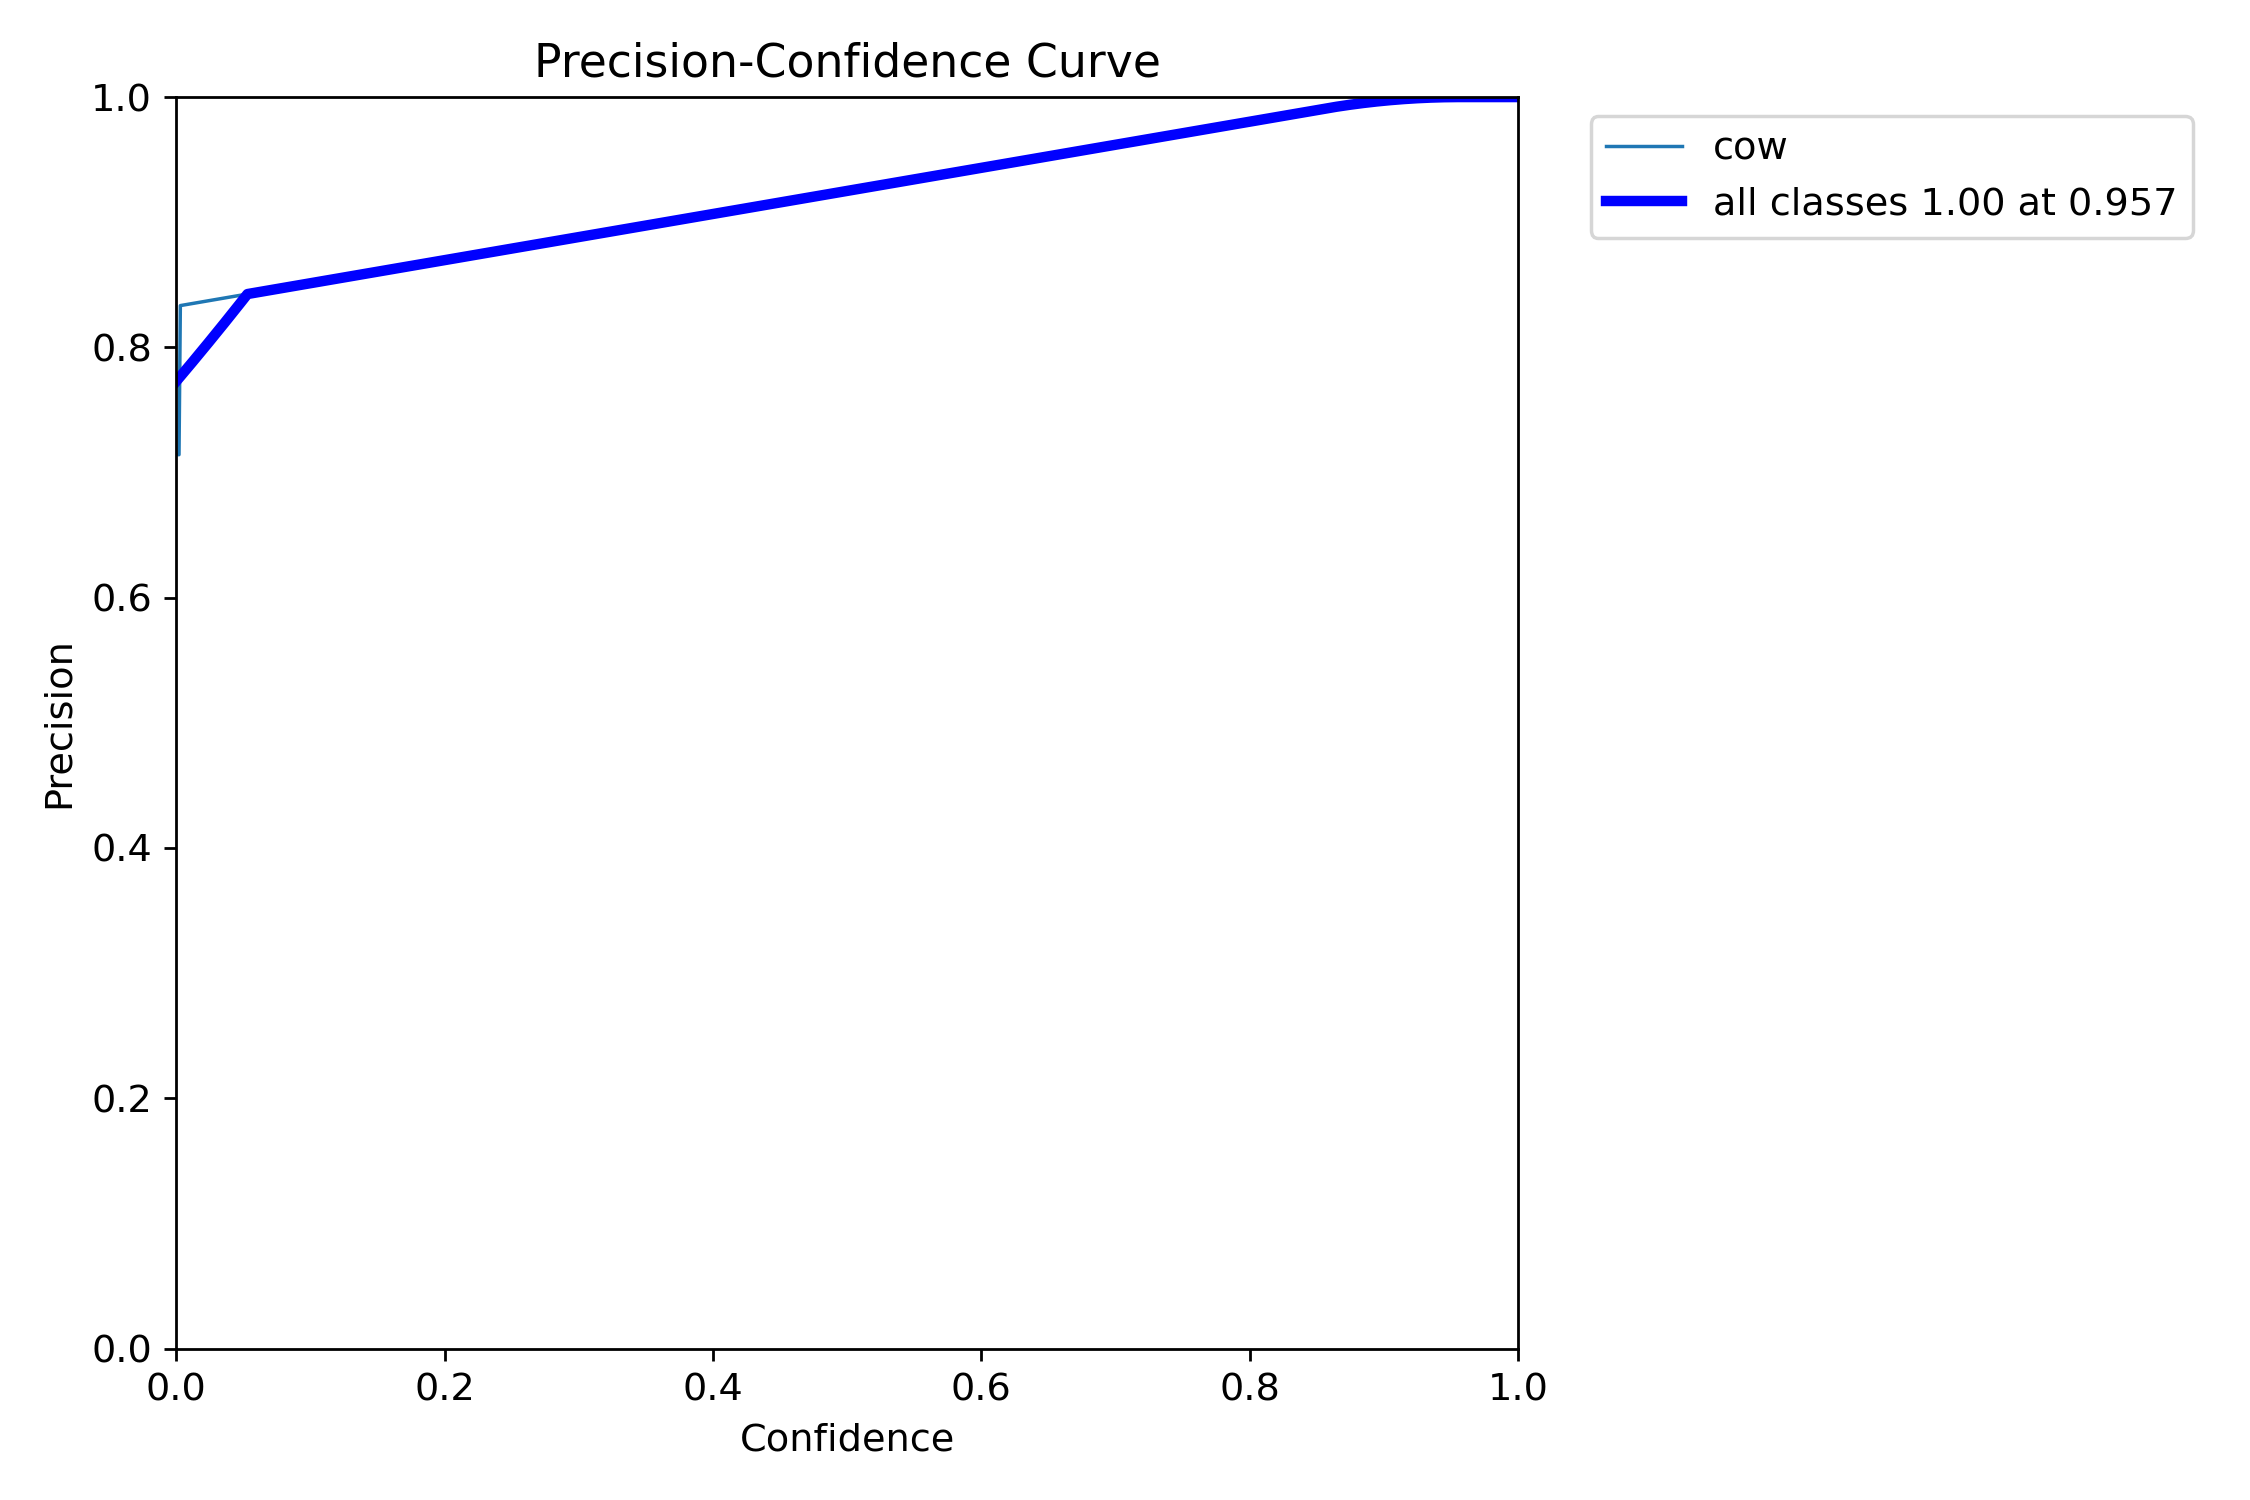 Precision-Confidence Curve
1.0
0.8
0.6
0.4
0.2
0.0
Precision
0.0 0.2 0.4 0.6 0.8 1.0
Confidence
cow
all classes 1.00 at 0.957